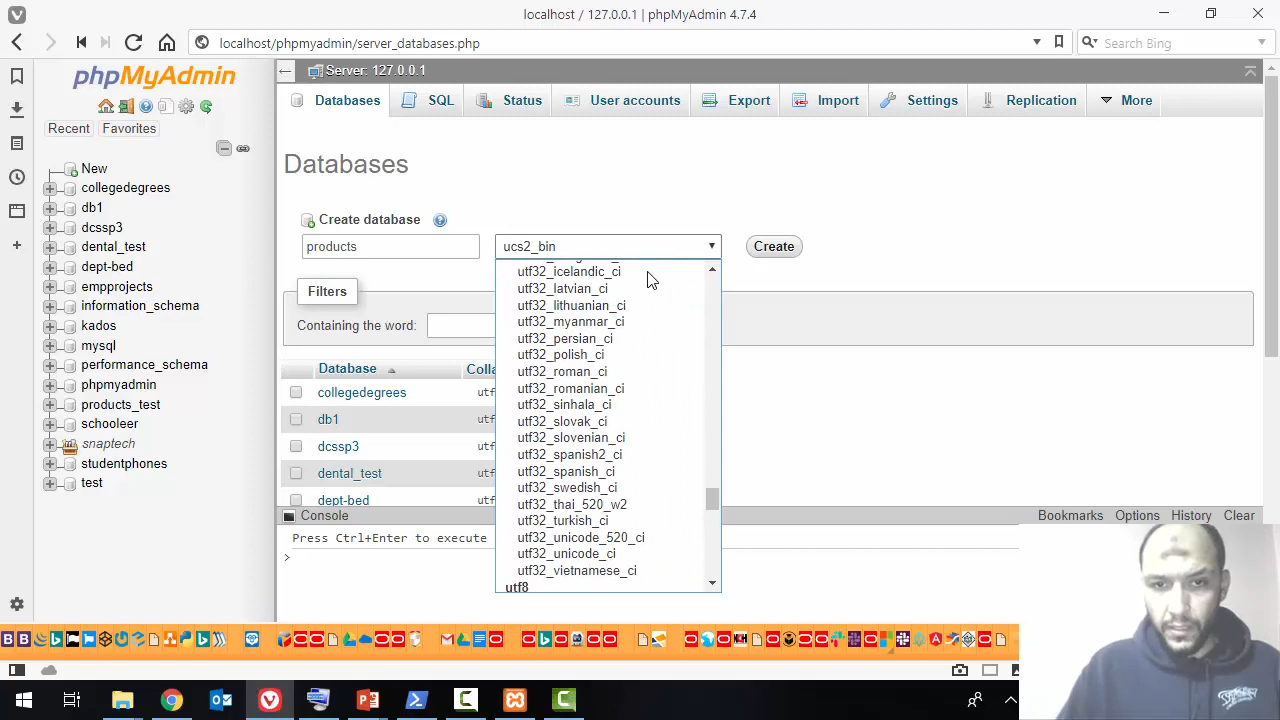 localhost / 127.0.0.1 | phpMyAdmin 4.7.4
localhost/phpmyadmin/server_databases.php
Search Bing
phpMyAdmin
Recent
Favorites
New
collegedegrees
db1
dcssp3
dental_test
dept-bed
empprojects
information_schema
kados
mysql
performance_schema
phpmyadmin
products_test
schooleer
snaptech
studentphones
test
Server: 127.0.0.1
Databases
SQL
Status
User accounts
Export
Import
Settings
Replication
More
Databases
Create database
products
ucs2_bin
Create
Filters
Containing the word:
Database
Colla
collegedegrees
utf
db1
utf
dcssp3
utf
dental_test
utf
dept-bed
utf
utf32_icelandic_ci
utf32_latvian_ci
utf32_lithuanian_ci
utf32_myanmar_ci
utf32_persian_ci
utf32_polish_ci
utf32_roman_ci
utf32_romanian_ci
utf32_sinhala_ci
utf32_slovak_ci
utf32_slovenian_ci
utf32_spanish2_ci
utf32_spanish_ci
utf32_swedish_ci
utf32_thai_520_w2
utf32_turkish_ci
utf32_unicode_520_ci
utf32_unicode_ci
utf32_vietnamese_ci
utf8
Console
Bookmarks
Options
History
Clear
Press Ctrl+Enter to execute
>